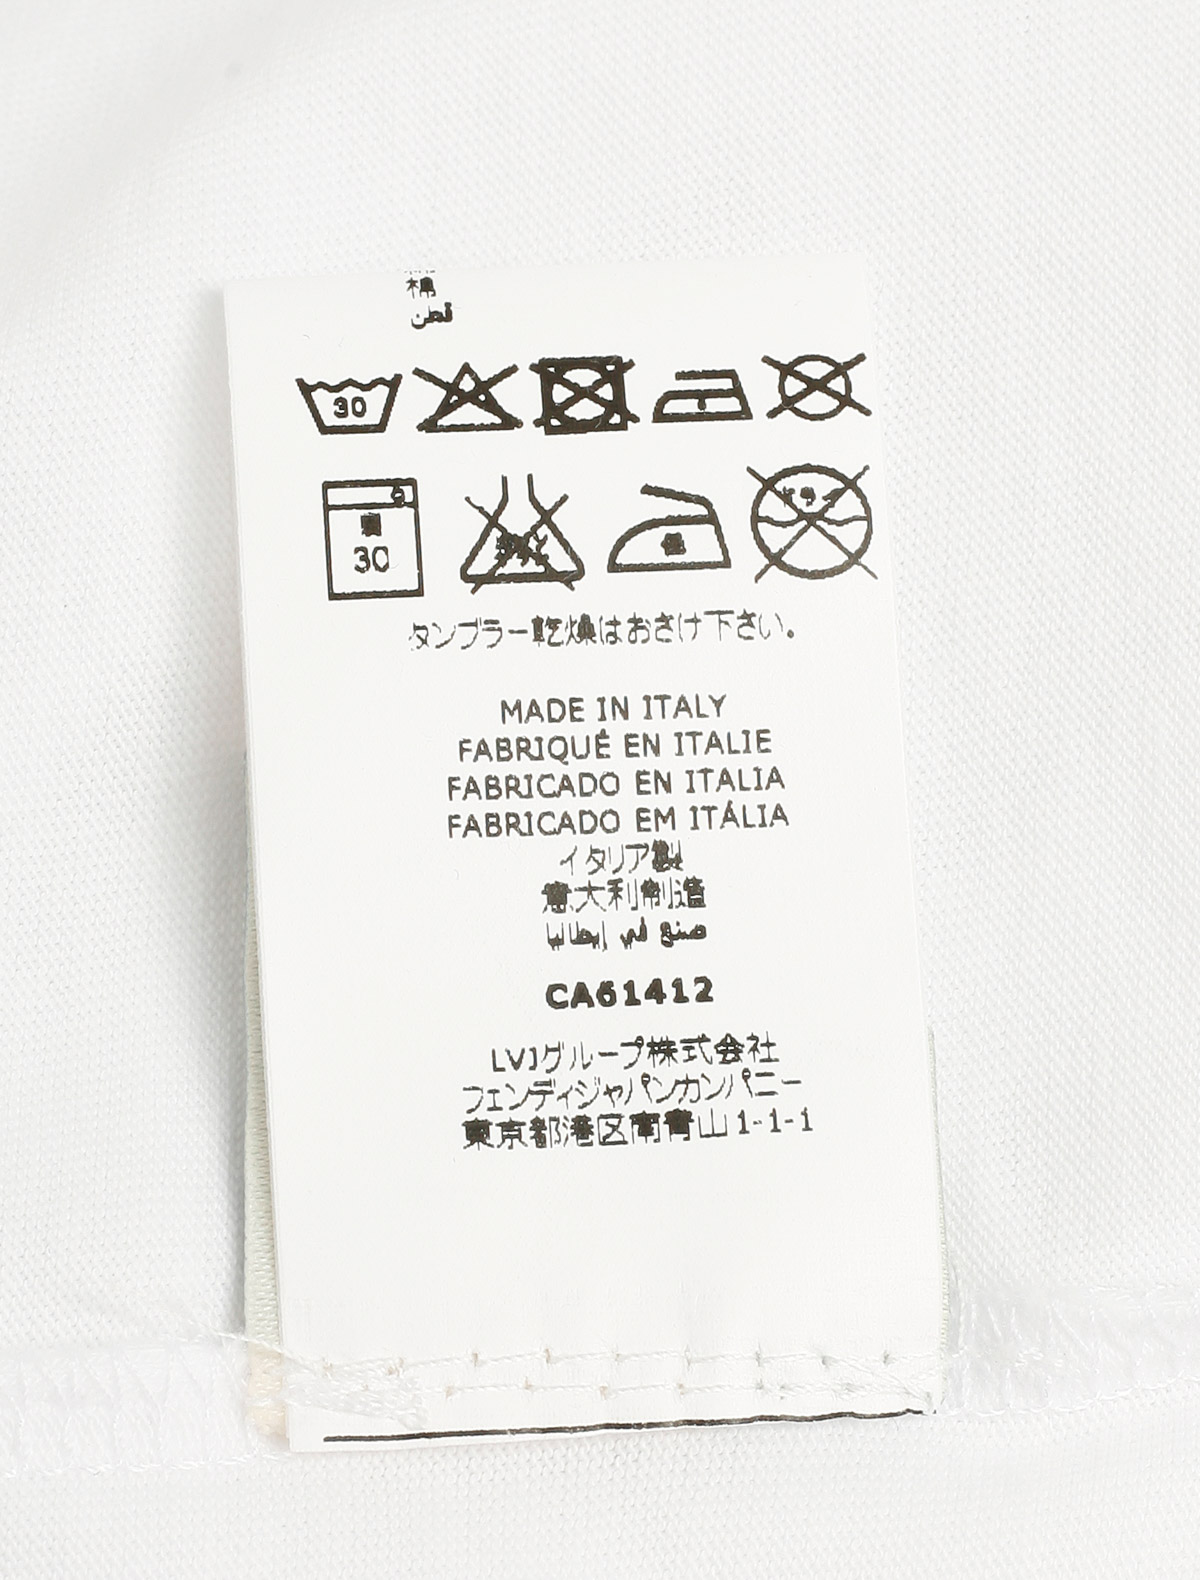 棉
قطن
30
30
タンブラー乾燥はおさけ下さい。
MADE IN ITALY
FABRIQUÉ EN ITALIE
FABRICADO EN ITALIA
FABRICADO EM ITÁLIA
イタリア製
意大利制造
صنع في إيطاليا
CA61412
LVJグループ株式会社
フェンディジャパンカンパニー
東京都港区南青山1-1-1